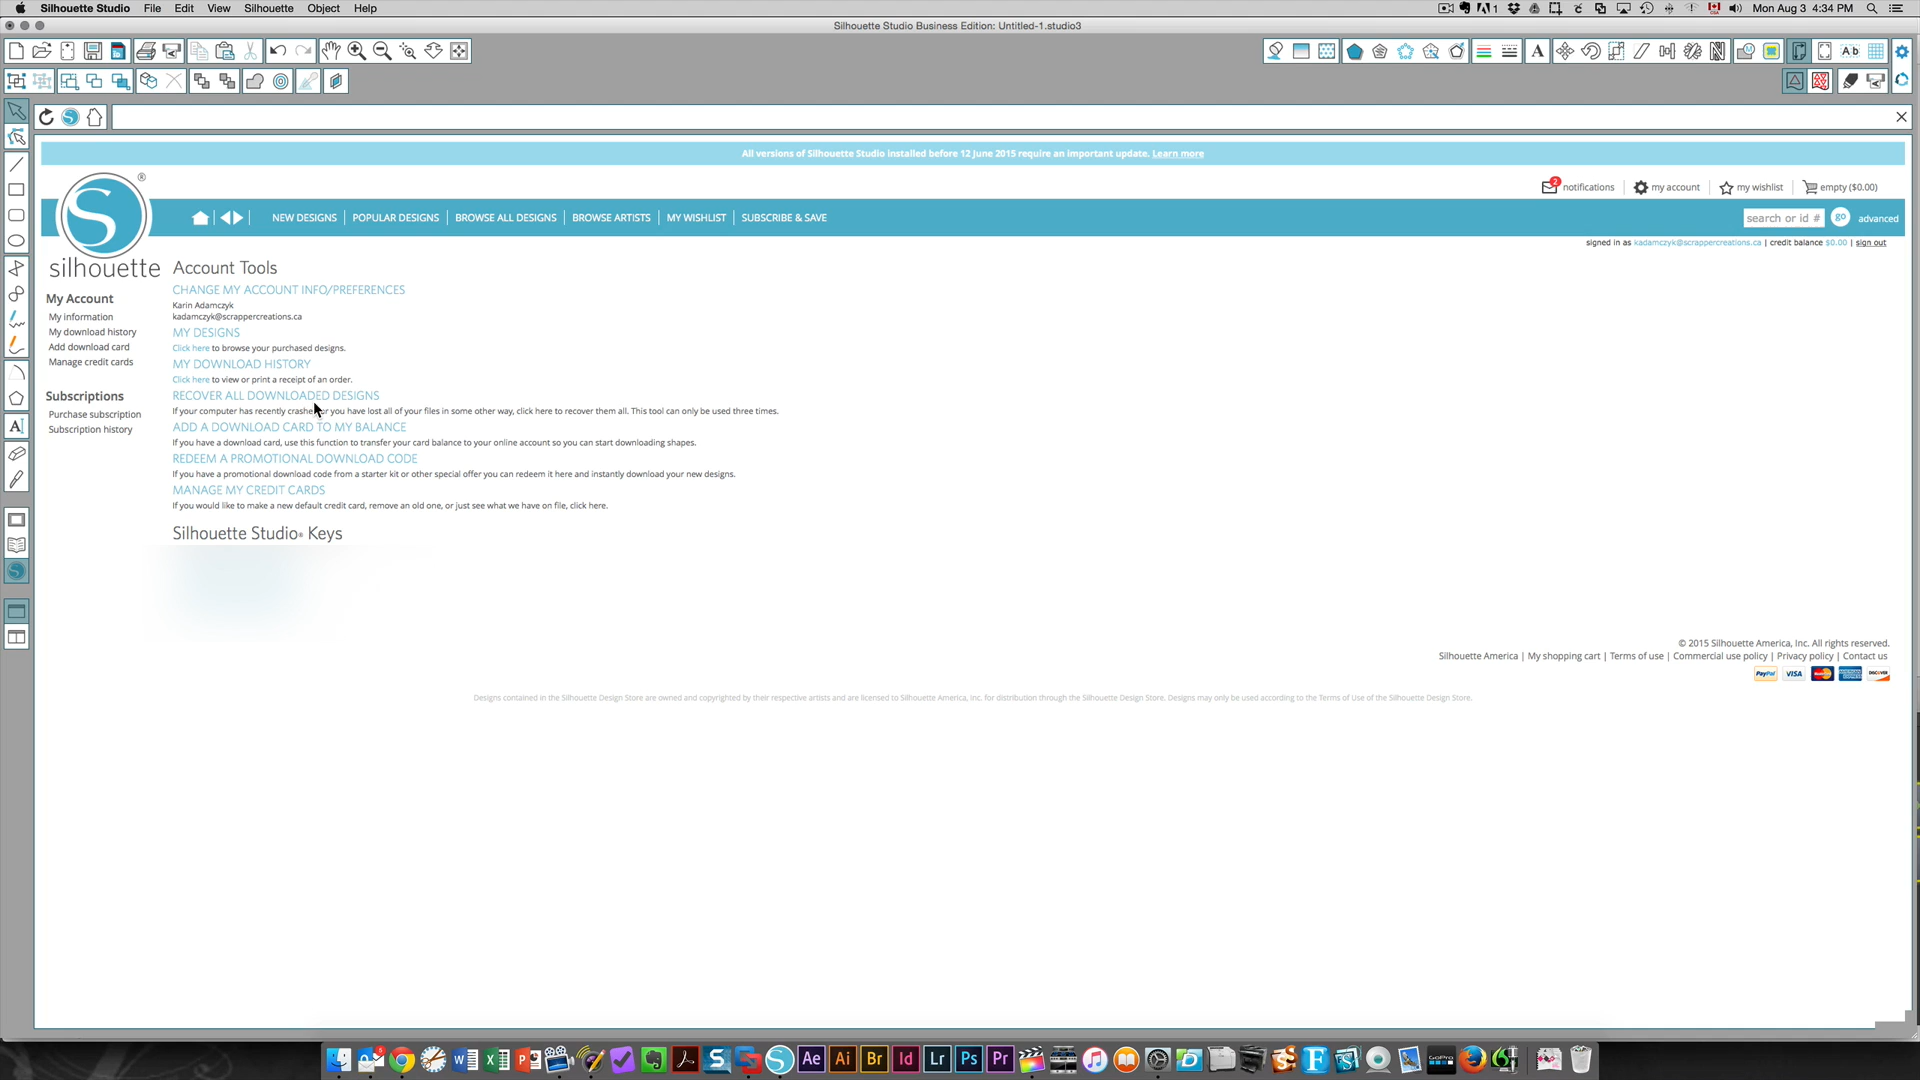 Silhouette Studio File Edit View Silhouette Object Help
1 Mon Aug 3 4:34 PM
Silhouette Studio Business Edition: Untitled-1.studio3
All versions of Silhouette Studio installed before 12 June 2015 require an important update. Learn more
2 notifications | my account | my wishlist | empty ($0.00)
NEW DESIGNS | POPULAR DESIGNS | BROWSE ALL DESIGNS | BROWSE ARTISTS | MY WISHLIST | SUBSCRIBE & SAVE
search or id # go advanced
signed in as kadamczyk@scrappercreations.ca | credit balance $0.00 | sign out
S
®
silhouette
My Account
My information
My download history
Add download card
Manage credit cards
Subscriptions
Purchase subscription
Subscription history
Account Tools
CHANGE MY ACCOUNT INFO/PREFERENCES
Karin Adamczyk
kadamczyk@scrappercreations.ca
MY DESIGNS
Click here to browse your purchased designs.
MY DOWNLOAD HISTORY
Click here to view or print a receipt of an order.
RECOVER ALL DOWNLOADED DESIGNS
If your computer has recently crashed or you have lost all of your files in some other way, click here to recover them all. This tool can only be used three times.
ADD A DOWNLOAD CARD TO MY BALANCE
If you have a download card, use this function to transfer your card balance to your online account so you can start downloading shapes.
REDEEM A PROMOTIONAL DOWNLOAD CODE
If you have a promotional download code from a starter kit or other special offer you can redeem it here and instantly download your new designs.
MANAGE MY CREDIT CARDS
If you would like to make a new default credit card, remove an old one, or just see what we have on file, click here.
Silhouette Studio® Keys
© 2015 Silhouette America, Inc. All rights reserved.
Silhouette America | My shopping cart | Terms of use | Commercial use policy | Privacy policy | Contact us
PayPal VISA MasterCard DISCOVER
Designs contained in the Silhouette Design Store are owned and copyrighted by their respective artists and are licensed to Silhouette America, Inc. for distribution through the Silhouette Design Store. Designs may only be used according to the Terms of Use of the Silhouette Design Store.
Ae Ai Br Id Lr Ps Pr GoPro